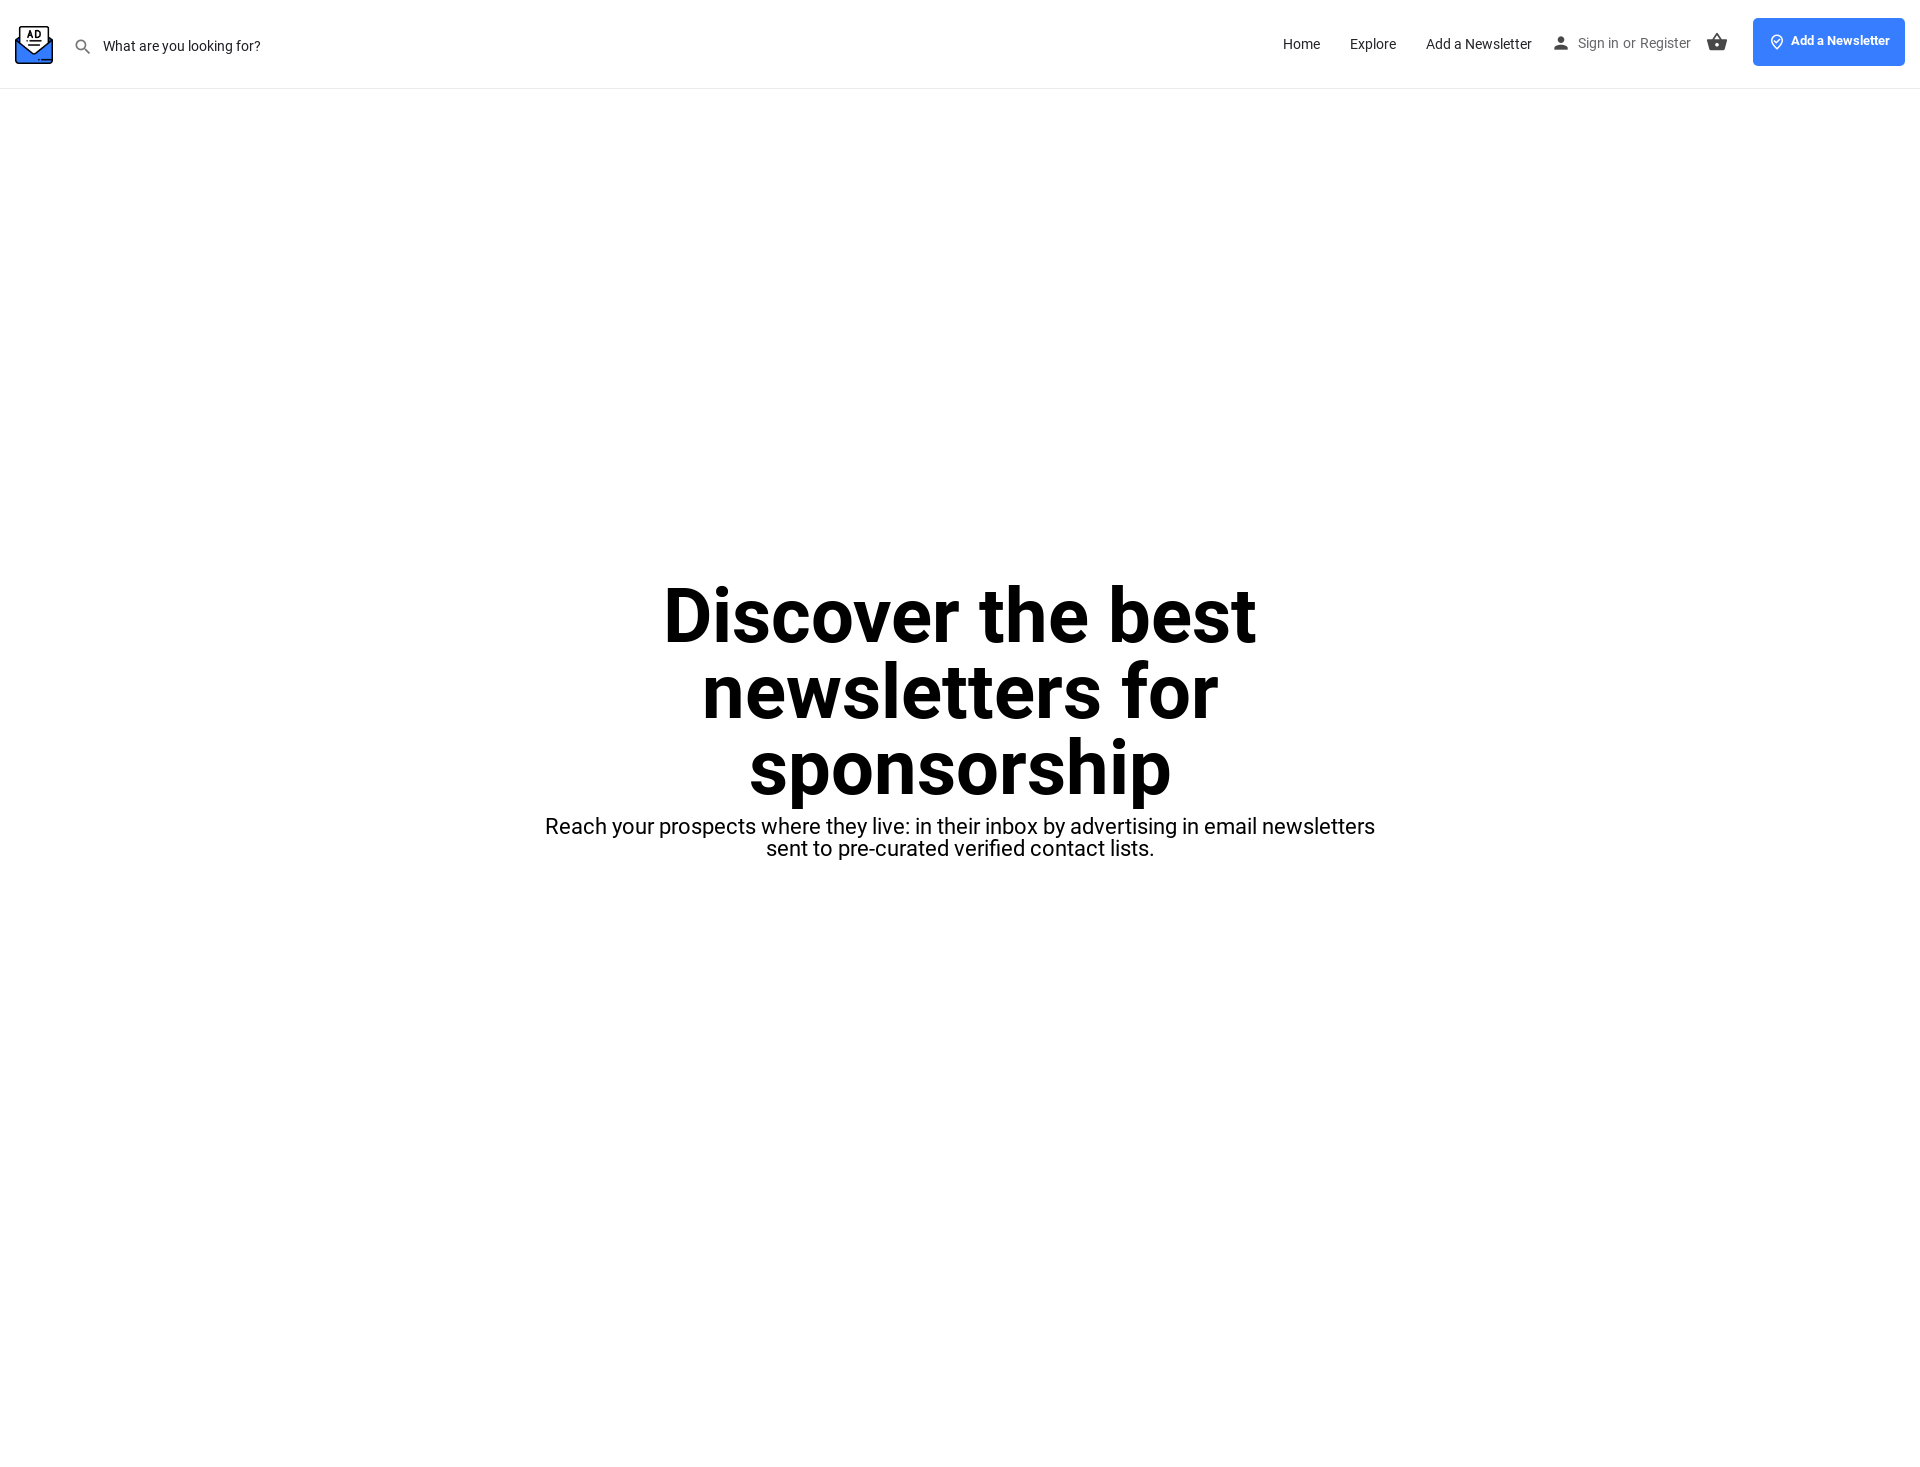 AD
What are you looking for?
Home
Explore
Add a Newsletter
Sign in or Register
Add a Newsletter
Discover the best
newsletters for
sponsorship
Reach your prospects where they live: in their inbox by advertising in email newsletters
sent to pre-curated verified contact lists.